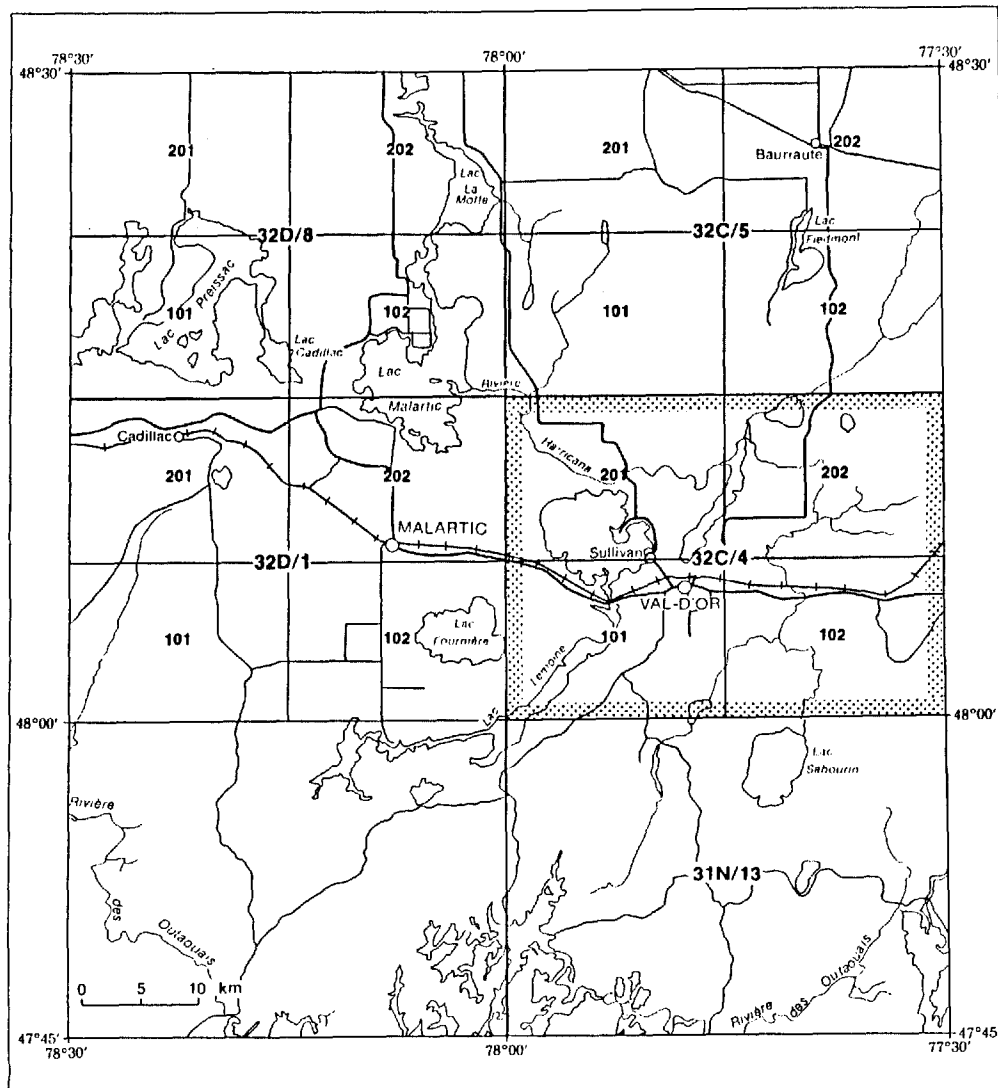 78°30'
78°00'
77°30'
48°30'
48°30'
201
202
201
202
Baurraute
Lac
La
Motte
32D/8
32C/5
Lac
Fiedmont
Lac Preissac
101
102
101
102
Lac
Cadillac
Lac
Malartic
Rivière
Harricana
Cadillac
201
202
201
202
MALARTIC
Sullivan
32D/1
32C/4
VAL-D'OR
101
102
Lac
Fournière
101
102
Lac Lemoine
48°00'
48°00'
Lac
Sabourin
Rivière
des
Outaouais
31N/13
0 5 10 km
Rivière des Outaouais
47°45'
47°45'
78°30'
78°00'
77°30'